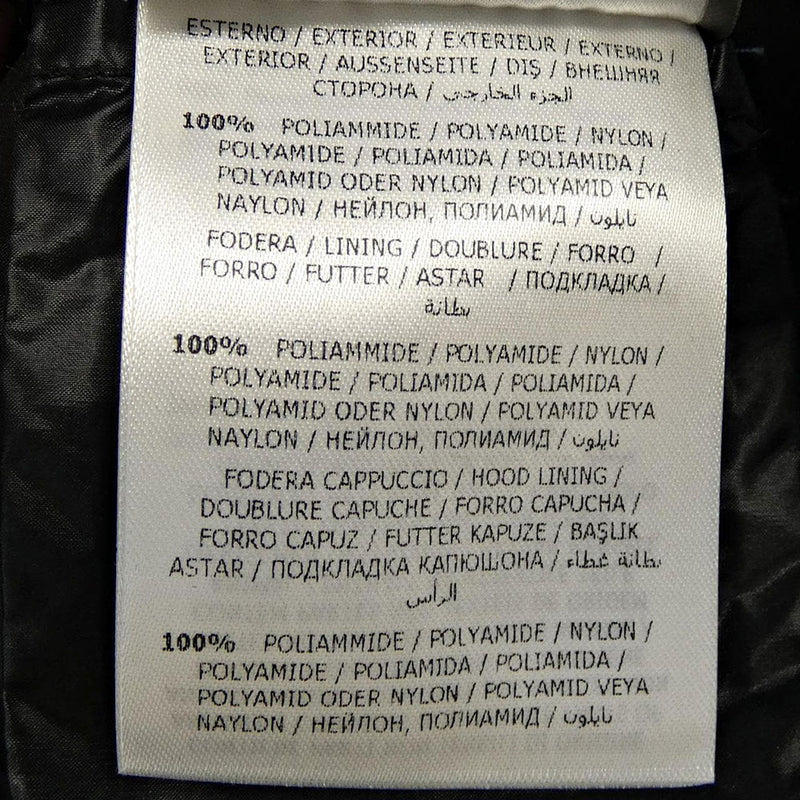 ESTERNO / EXTERIOR / EXTERIEUR / EXTERNO /
EXTERIOR / AUSSENSEITE / DIŞ / ВНЕШНЯЯ
СТОРОНА / الجزء الخارجي
100% POLIAMMIDE / POLYAMIDE / NYLON /
POLYAMIDE / POLIAMIDA / POLIAMIDA /
POLYAMID ODER NYLON / POLYAMID VEYA
NAYLON / НЕЙЛОН, ПОЛИАМИД / نايلون
FODERA / LINING / DOUBLURE / FORRO /
FORRO / FUTTER / ASTAR / ПОДКЛАДКА /
بطانة
100% POLIAMMIDE / POLYAMIDE / NYLON /
POLYAMIDE / POLIAMIDA / POLIAMIDA /
POLYAMID ODER NYLON / POLYAMID VEYA
NAYLON / НЕЙЛОН, ПОЛИАМИД / نايلون
FODERA CAPPUCCIO / HOOD LINING /
DOUBLURE CAPUCHE / FORRO CAPUCHA /
FORRO CAPUZ / FUTTER KAPUZE / BAŞLIK
ASTAR / ПОДКЛАДКА КАПЮШОНА / بطانة غطاء
الرأس
100% POLIAMMIDE / POLYAMIDE / NYLON /
POLYAMIDE / POLIAMIDA / POLIAMIDA /
POLYAMID ODER NYLON / POLYAMID VEYA
NAYLON / НЕЙЛОН, ПОЛИАМИД / نايلون